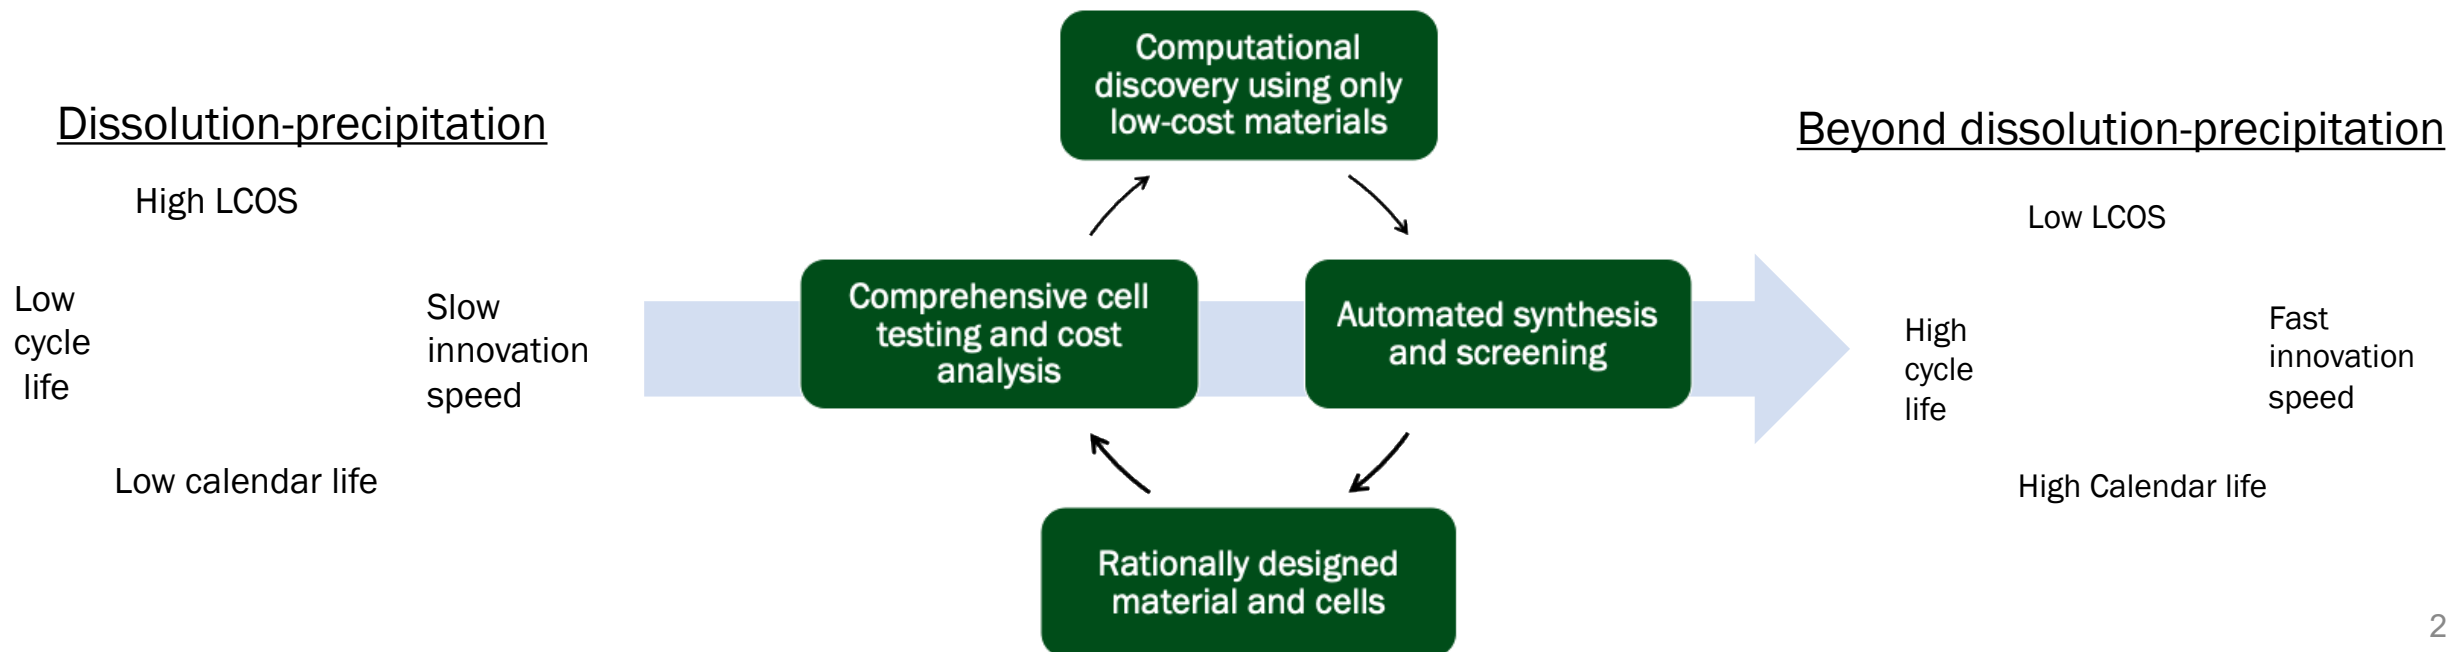 Dissolution-precipitation
High LCOS
Low
cycle
life
Slow
innovation
speed
Low calendar life
Computational
discovery using only
low-cost materials
Comprehensive cell
testing and cost
analysis
Automated synthesis
and screening
Rationally designed
material and cells
Beyond dissolution-precipitation
Low LCOS
High
cycle
life
Fast
innovation
speed
High Calendar life
2